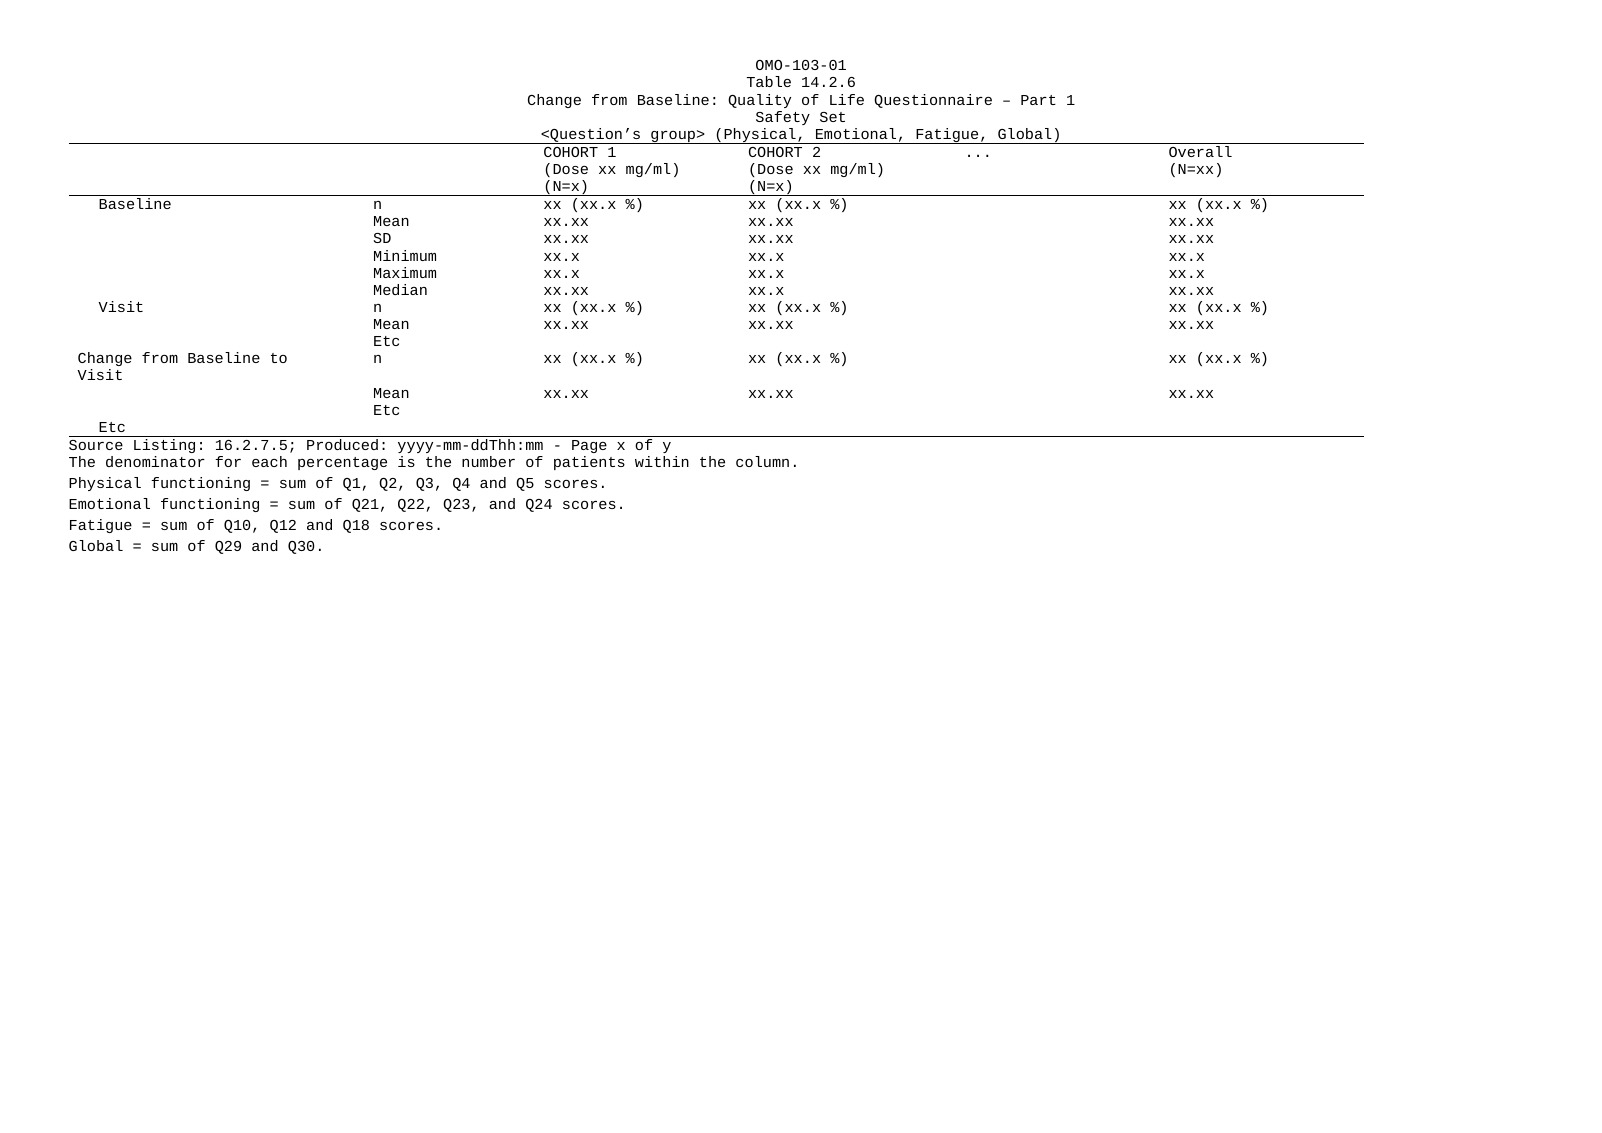 OMO-103-01
Table 14.2.6
Change from Baseline: Quality of Life Questionnaire – Part 1
Safety Set
<Question’s group> (Physical, Emotional, Fatigue, Global)
COHORT 1 COHORT 2 ... Overall
(Dose xx mg/ml) (Dose xx mg/ml) (N=xx)
(N=x) (N=x)
Baseline n xx (xx.x %) xx (xx.x %) xx (xx.x %)
Mean xx.xx xx.xx xx.xx
SD xx.xx xx.xx xx.xx
Minimum xx.x xx.x xx.x
Maximum xx.x xx.x xx.x
Median xx.xx xx.x xx.xx
Visit n xx (xx.x %) xx (xx.x %) xx (xx.x %)
Mean xx.xx xx.xx xx.xx
Etc
Change from Baseline to n xx (xx.x %) xx (xx.x %) xx (xx.x %)
Visit
Mean xx.xx xx.xx xx.xx
Etc
Etc
Source Listing: 16.2.7.5; Produced: yyyy-mm-ddThh:mm - Page x of y
The denominator for each percentage is the number of patients within the column.
Physical functioning = sum of Q1, Q2, Q3, Q4 and Q5 scores.
Emotional functioning = sum of Q21, Q22, Q23, and Q24 scores.
Fatigue = sum of Q10, Q12 and Q18 scores.
Global = sum of Q29 and Q30.